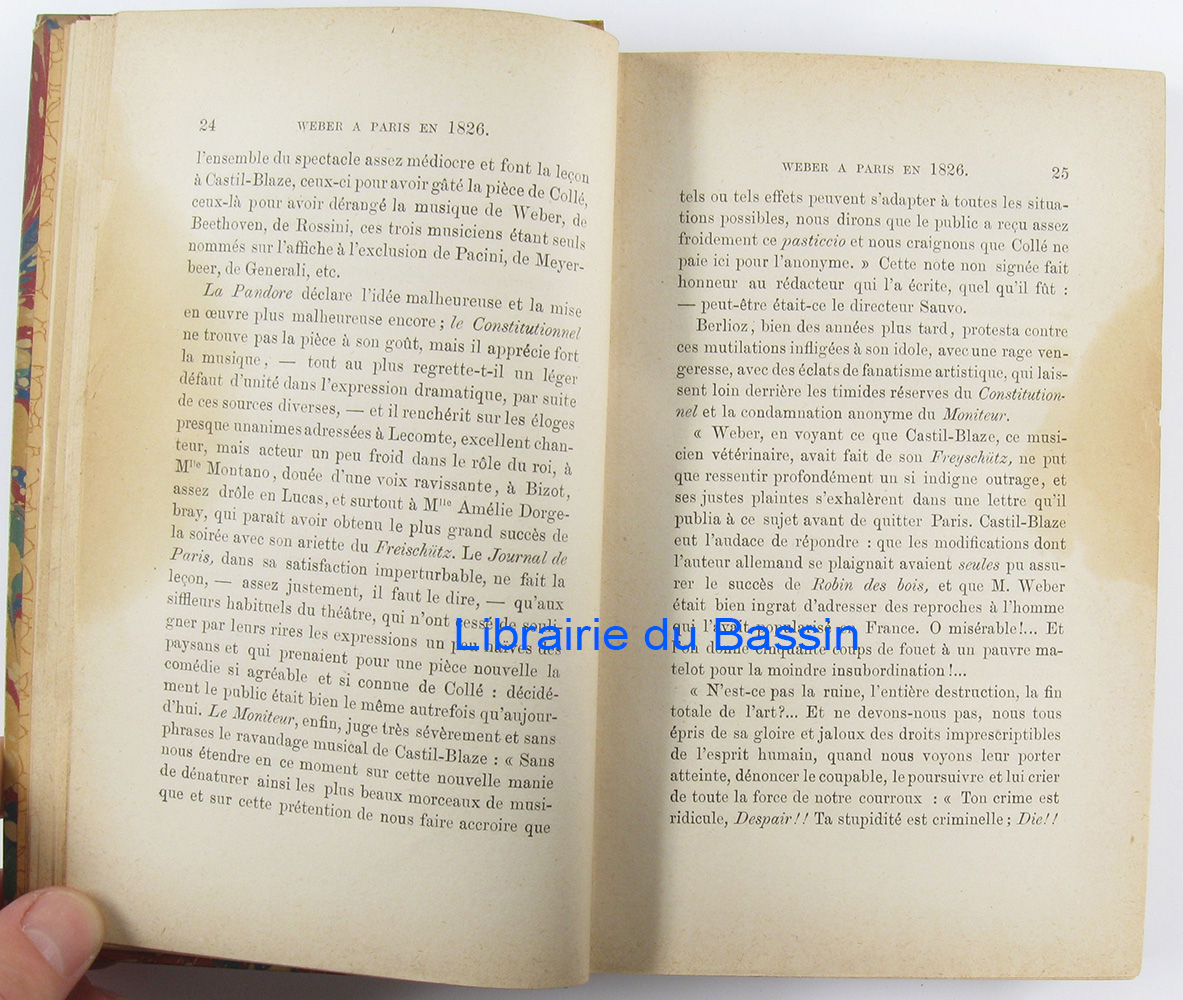 24 WEBER A PARIS EN 1826.
l'ensemble du spectacle assez médiocre et font la leçon
à Castil-Blaze, ceux-ci pour avoir gâté la pièce de Collé,
ceux-là pour avoir dérangé la musique de Weber, de
Beethoven, de Rossini, ces trois musiciens étant seuls
nommés sur l'affiche à l'exclusion de Pacini, de Meyer-
beer, de Generali, etc.
La Pandore déclare l'idée malheureuse et la mise
en œuvre plus malheureuse encore ; le Constitutionnel
ne trouve pas la pièce à son goût, mais il apprécie fort
la musique, — tout au plus regrette-t-il un léger
défaut d'unité dans l'expression dramatique, par suite
de ces sources diverses, — et il renchérit sur les éloges
presque unanimes adressées à Lecomte, excellent chan-
teur, mais acteur un peu froid dans le rôle du roi, à
Mlle Montano, douée d'une voix ravissante, à Bizot,
assez drôle en Lucas, et surtout à Mlle Amélie Dorge-
bray, qui paraît avoir obtenu le plus grand succès de
la soirée avec son ariette du Freischütz. Le Journal de
Paris, dans sa satisfaction imperturbable, ne fait la
leçon, — assez justement, il faut le dire, — qu'aux
siffleurs habituels du théâtre, qui n'ont cessé de souli-
gner par leurs rires les expressions un peu naïves des
paysans et qui prenaient pour une pièce nouvelle la
comédie si agréable et si connue de Collé : décidé-
ment le public était bien le même autrefois qu'aujour-
d'hui. Le Moniteur, enfin, juge très sévèrement et sans
phrases le ravaudage musical de Castil-Blaze : « Sans
nous étendre en ce moment sur cette nouvelle manie
de dénaturer ainsi les plus beaux morceaux de musi-
que et sur cette prétention de nous faire accroire que
WEBER A PARIS EN 1826. 25
tels ou tels effets peuvent s'adapter à toutes les situa-
tions possibles, nous dirons que le public a reçu assez
froidement ce pasticcio et nous craignons que Collé ne
paie ici pour l'anonyme. » Cette note non signée fait
honneur au rédacteur qui l'a écrite, quel qu'il fût :
— peut-être était-ce le directeur Sauvo.
Berlioz, bien des années plus tard, protesta contre
ces mutilations infligées à son idole, avec une rage ven-
geresse, avec des éclats de fanatisme artistique, qui lais-
sent loin derrière les timides réserves du Constitution-
nel et la condamnation anonyme du Moniteur.
« Weber, en voyant ce que Castil-Blaze, ce musi-
cien vétérinaire, avait fait de son Freyschütz, ne put
que ressentir profondément un si indigne outrage, et
ses justes plaintes s'exhalèrent dans une lettre qu'il
publia à ce sujet avant de quitter Paris. Castil-Blaze
eut l'audace de répondre : que les modifications dont
l'auteur allemand se plaignait avaient seules pu assu-
rer le succès de Robin des bois, et que M. Weber
était bien ingrat d'adresser des reproches à l'homme
qui l'avait popularisé en France. O misérable!... Et
l'on donne cinquante coups de fouet à un pauvre ma-
telot pour la moindre insubordination !...
« N'est-ce pas la ruine, l'entière destruction, la fin
totale de l'art?... Et ne devons-nous pas, nous tous
épris de sa gloire et jaloux des droits imprescriptibles
de l'esprit humain, quand nous voyons leur porter
atteinte, dénoncer le coupable, le poursuivre et lui crier
de toute la force de notre courroux : « Ton crime est
ridicule, Despair!! Ta stupidité est criminelle ; Die!!
Librairie du Bassin